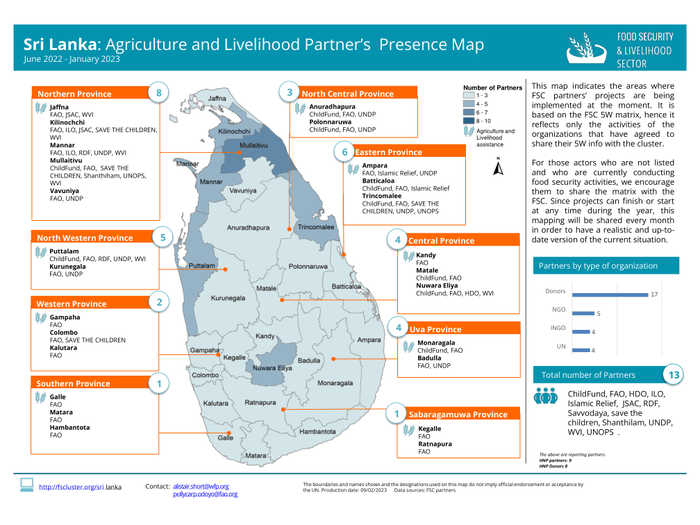 Sri Lanka: Agriculture and Livelihood Partner's Presence Map
June 2022 - January 2023
FOOD SECURITY
& LIVELIHOOD
SECTOR
Northern Province
8
Jaffna
FAO, JSAC, WVI
Kilinochchi
FAO, ILO, JSAC, SAVE THE CHILDREN,
WVI
Mannar
FAO, ILO, RDF, UNDP, WVI
Mullaitivu
ChildFund, FAO, SAVE THE
CHILDREN, Shanthiham, UNOPS,
WVI
Vavuniya
FAO, UNDP
North Western Province
5
Puttalam
ChildFund, FAO, RDF, UNDP, WVI
Kurunegala
FAO, UNDP
Western Province
2
Gampaha
FAO
Colombo
FAO, SAVE THE CHILDREN
Kalutara
FAO
Southern Province
1
Galle
FAO
Matara
FAO
Hambantota
FAO
3
North Central Province
Anuradhapura
ChildFund, FAO, UNDP
Polonnaruwa
ChildFund, FAO, UNDP
6
Eastern Province
Ampara
FAO, Islamic Relief, UNDP
Batticaloa
ChildFund, FAO, Islamic Relief
Trincomalee
ChildFund, FAO, SAVE THE
CHILDREN, UNDP, UNOPS
4
Central Province
Kandy
FAO
Matale
ChildFund, FAO
Nuwara Eliya
ChildFund, FAO, HDO, WVI
4
Uva Province
Monaragala
ChildFund, FAO
Badulla
FAO, UNDP
1
Sabaragamuwa Province
Kegalle
FAO
Ratnapura
FAO
Number of Partners
1 - 3
4 - 5
6 - 7
8 - 10
Agriculture and
Livelihood
assistance
N
Jaffna
Kilinochchi
Mullaitivu
Mannar
Mannar
Vavuniya
Anuradhapura
Trincomalee
Puttalam
Polonnaruwa
Matale
Batticaloa
Kurunegala
Kandy
Ampara
Gampaha
Kegalle
Badulla
Nuwara Eliya
Colombo
Monaragala
Kalutara
Ratnapura
Hambantota
Galle
Matara
This map indicates the areas where
FSC partners' projects are being
implemented at the moment. It is
based on the FSC 5W matrix, hence it
reflects only the activities of the
organizations that have agreed to
share their 5W info with the cluster.
For those actors who are not listed
and who are currently conducting
food security activities, we encourage
them to share the matrix with the
FSC. Since projects can finish or start
at any time during the year, this
mapping will be shared every month
in order to have a realistic and up-to-
date version of the current situation.
Partners by type of organization
Donors 17
NGO 5
INGO 4
UN 4
Total number of Partners
13
ChildFund, FAO, HDO, ILO,
Islamic Relief, JSAC, RDF,
Savvodaya, save the
children, Shanthilam, UNDP,
WVI, UNOPS .
The above are reporting partners.
HNP partners: 9
HNP Donors 8
http://fscluster.org/sri.lanka
Contact: alistair.short@wfp.org
pollycarp.odoyo@fao.org
The boundaries and names shown and the designations used on this map do not imply official endorsement or acceptance by
the UN. Production date: 09/02/2023 Data sources: FSC partners